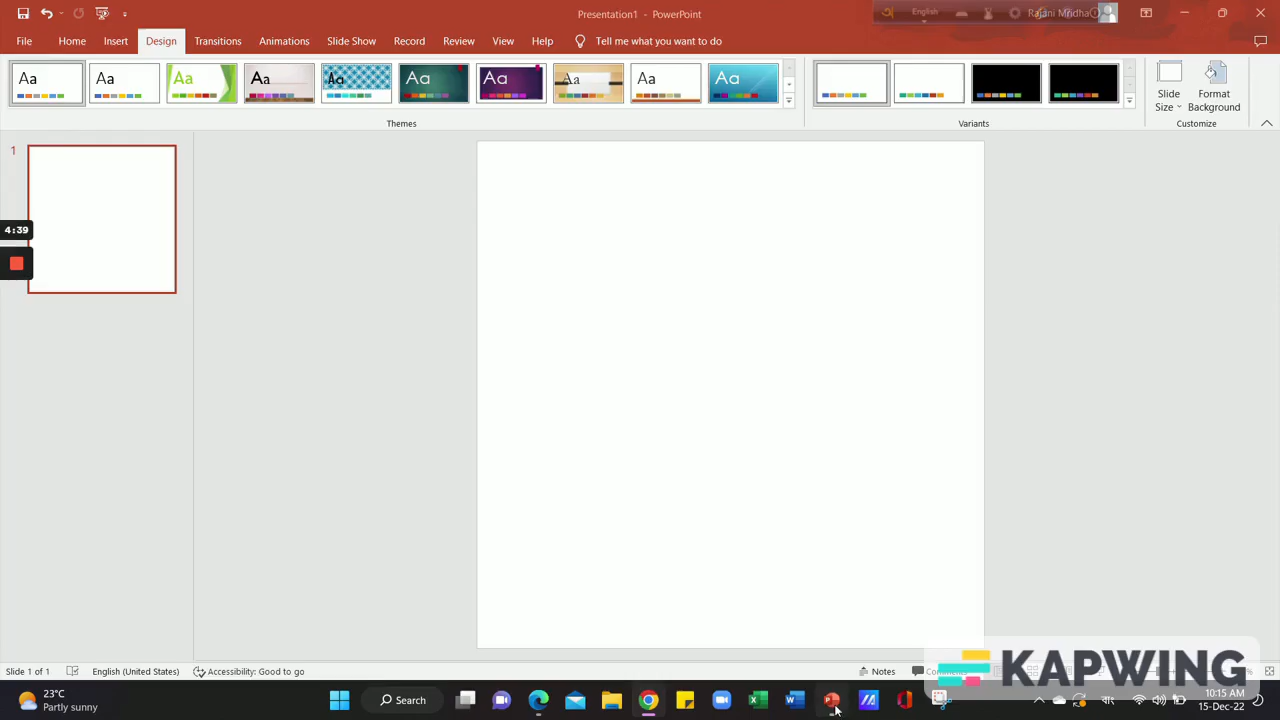 Presentation1 - PowerPoint
English
Rajani Mridha
File Home Insert Design Transitions Animations Slide Show Record Review View Help Tell me what you want to do
Aa Aa Aa Aa Aa Aa Aa Aa Aa Aa
Slide Size
Format Background
Themes
Variants
Customize
1
4:39
Slide 1 of 1
English (United States)
Accessibility: Good to go
Notes
KAPWING
23°C
Partly sunny
Search
10:15 AM
15-Dec-22